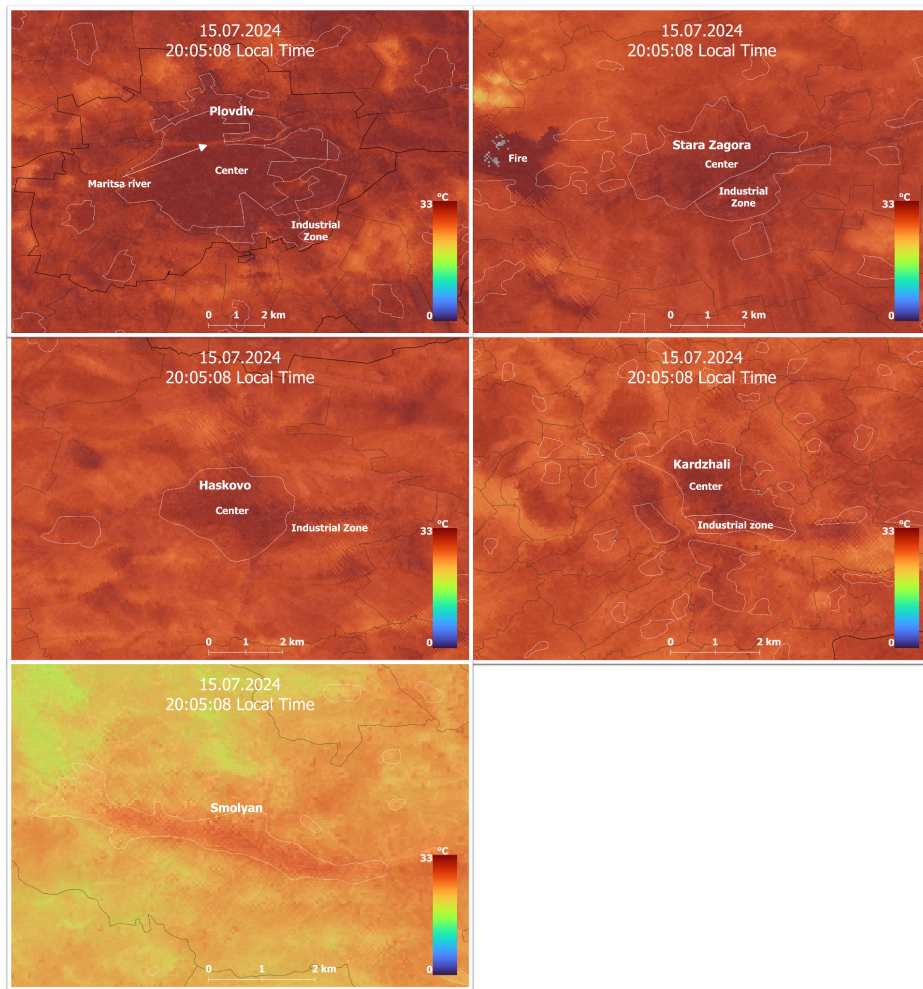 15.07.2024
20:05:08 Local Time
Plovdiv
Center
Maritsa river
Industrial
Zone
°C
33
0
0 1 2 km
15.07.2024
20:05:08 Local Time
Stara Zagora
Center
Fire
Industrial
Zone
°C
33
0
0 1 2 km
15.07.2024
20:05:08 Local Time
Haskovo
Center
Industrial Zone
°C
33
0
0 1 2 km
15.07.2024
20:05:08 Local Time
Kardzhali
Center
Industrial zone
°C
33
0
0 1 2 km
15.07.2024
20:05:08 Local Time
Smolyan
°C
33
0
0 1 2 km